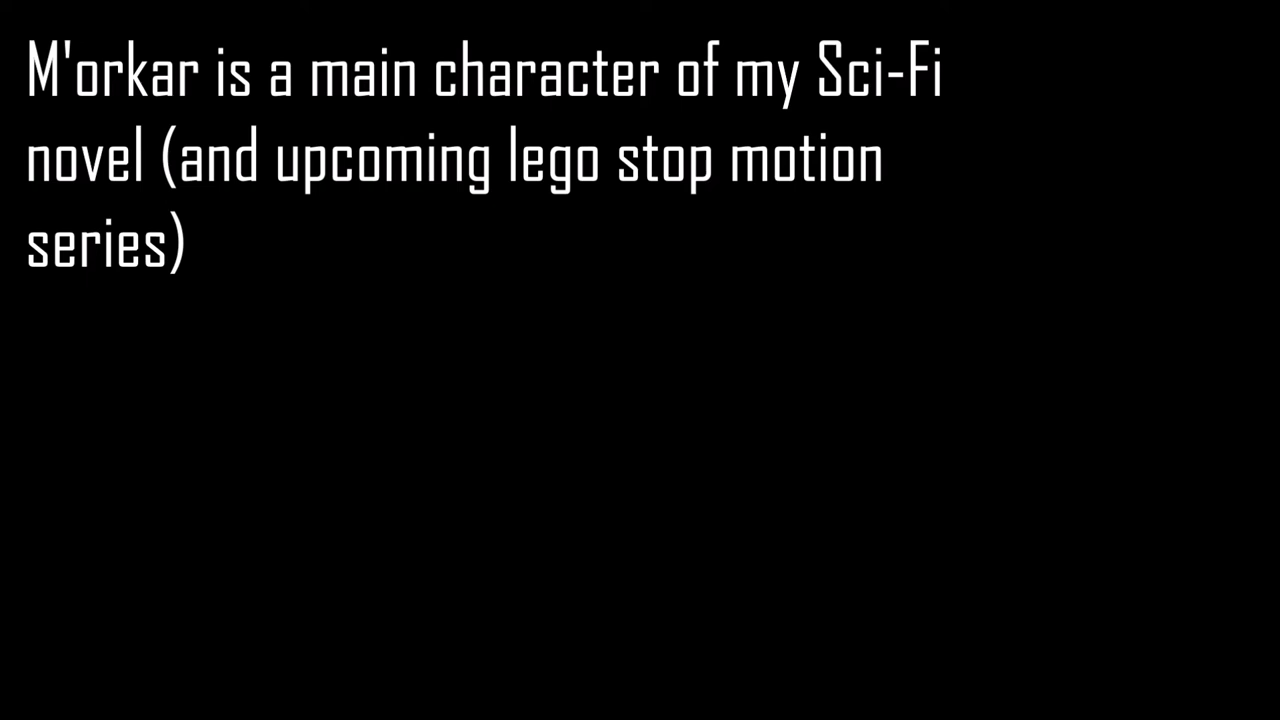 M'orkar is a main character of my Sci-Fi
novel (and upcoming lego stop motion
series)